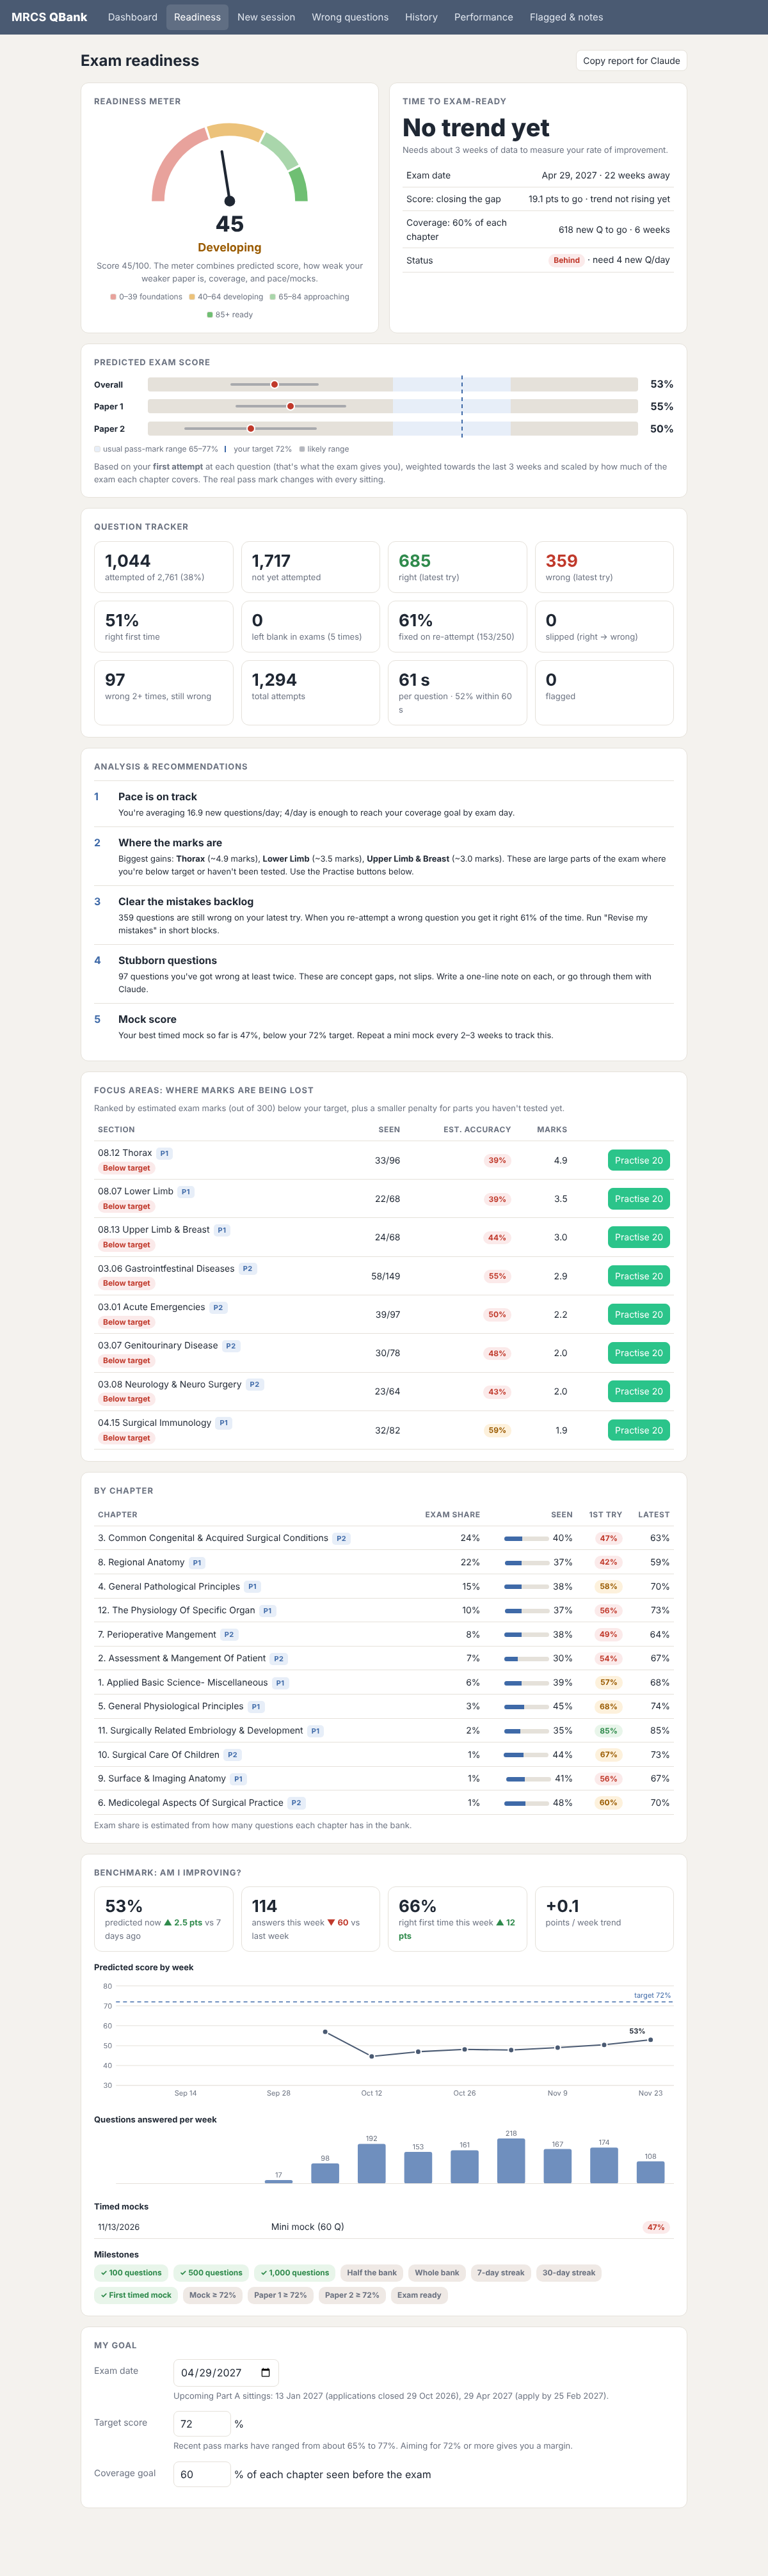 MRCS QBank Dashboard Readiness New session Wrong questions History Performance Flagged & notes
Exam readiness
Copy report for Claude
READINESS METER
45
Developing
Score 45/100. The meter combines predicted score, how weak your
weaker paper is, coverage, and pace/mocks.
0–39 foundations 40–64 developing 65–84 approaching
85+ ready
TIME TO EXAM-READY
No trend yet
Needs about 3 weeks of data to measure your rate of improvement.
Exam date Apr 29, 2027 · 22 weeks away
Score: closing the gap 19.1 pts to go · trend not rising yet
Coverage: 60% of each
chapter 618 new Q to go · 6 weeks
Status Behind · need 4 new Q/day
PREDICTED EXAM SCORE
Overall 53%
Paper 1 55%
Paper 2 50%
usual pass-mark range 65–77% your target 72% likely range
Based on your first attempt at each question (that's what the exam gives you), weighted towards the last 3 weeks and scaled by how much of the
exam each chapter covers. The real pass mark changes with every sitting.
QUESTION TRACKER
1,044
attempted of 2,761 (38%)
1,717
not yet attempted
685
right (latest try)
359
wrong (latest try)
51%
right first time
0
left blank in exams (5 times)
61%
fixed on re-attempt (153/250)
0
slipped (right → wrong)
97
wrong 2+ times, still wrong
1,294
total attempts
61 s
per question · 52% within 60
s
0
flagged
ANALYSIS & RECOMMENDATIONS
1 Pace is on track
You're averaging 16.9 new questions/day; 4/day is enough to reach your coverage goal by exam day.
2 Where the marks are
Biggest gains: Thorax (~4.9 marks), Lower Limb (~3.5 marks), Upper Limb & Breast (~3.0 marks). These are large parts of the exam where
you're below target or haven't been tested. Use the Practise buttons below.
3 Clear the mistakes backlog
359 questions are still wrong on your latest try. When you re-attempt a wrong question you get it right 61% of the time. Run "Revise my
mistakes" in short blocks.
4 Stubborn questions
97 questions you've got wrong at least twice. These are concept gaps, not slips. Write a one-line note on each, or go through them with
Claude.
5 Mock score
Your best timed mock so far is 47%, below your 72% target. Repeat a mini mock every 2–3 weeks to track this.
FOCUS AREAS: WHERE MARKS ARE BEING LOST
Ranked by estimated exam marks (out of 300) below your target, plus a smaller penalty for parts you haven't tested yet.
SECTION SEEN EST. ACCURACY MARKS
08.12 Thorax P1 33/96 39% 4.9 Practise 20
Below target
08.07 Lower Limb P1 22/68 39% 3.5 Practise 20
Below target
08.13 Upper Limb & Breast P1 24/68 44% 3.0 Practise 20
Below target
03.06 Gastrointfestinal Diseases P2 58/149 55% 2.9 Practise 20
Below target
03.01 Acute Emergencies P2 39/97 50% 2.2 Practise 20
Below target
03.07 Genitourinary Disease P2 30/78 48% 2.0 Practise 20
Below target
03.08 Neurology & Neuro Surgery P2 23/64 43% 2.0 Practise 20
Below target
04.15 Surgical Immunology P1 32/82 59% 1.9 Practise 20
Below target
BY CHAPTER
CHAPTER EXAM SHARE SEEN 1ST TRY LATEST
3. Common Congenital & Acquired Surgical Conditions P2 24% 40% 47% 63%
8. Regional Anatomy P1 22% 37% 42% 59%
4. General Pathological Principles P1 15% 38% 58% 70%
12. The Physiology Of Specific Organ P1 10% 37% 56% 73%
7. Perioperative Mangement P2 8% 38% 49% 64%
2. Assessment & Mangement Of Patient P2 7% 30% 54% 67%
1. Applied Basic Science- Miscellaneous P1 6% 39% 57% 68%
5. General Physiological Principles P1 3% 45% 68% 74%
11. Surgically Related Embriology & Development P1 2% 35% 85% 85%
10. Surgical Care Of Children P2 1% 44% 67% 73%
9. Surface & Imaging Anatomy P1 1% 41% 56% 67%
6. Medicolegal Aspects Of Surgical Practice P2 1% 48% 60% 70%
Exam share is estimated from how many questions each chapter has in the bank.
BENCHMARK: AM I IMPROVING?
53%
predicted now ▲ 2.5 pts vs 7
days ago
114
answers this week ▼ 60 vs
last week
66%
right first time this week ▲ 12
pts
+0.1
points / week trend
Predicted score by week
80
target 72%
70
60
53%
50
40
30
Sep 14 Sep 28 Oct 12 Oct 26 Nov 9 Nov 23
Questions answered per week
17 98 192 153 161 218 167 174 108
Timed mocks
11/13/2026 Mini mock (60 Q) 47%
Milestones
✓ 100 questions ✓ 500 questions ✓ 1,000 questions Half the bank Whole bank 7-day streak 30-day streak
✓ First timed mock Mock ≥ 72% Paper 1 ≥ 72% Paper 2 ≥ 72% Exam ready
MY GOAL
Exam date 04/29/2027
Upcoming Part A sittings: 13 Jan 2027 (applications closed 29 Oct 2026), 29 Apr 2027 (apply by 25 Feb 2027).
Target score 72 %
Recent pass marks have ranged from about 65% to 77%. Aiming for 72% or more gives you a margin.
Coverage goal 60 % of each chapter seen before the exam